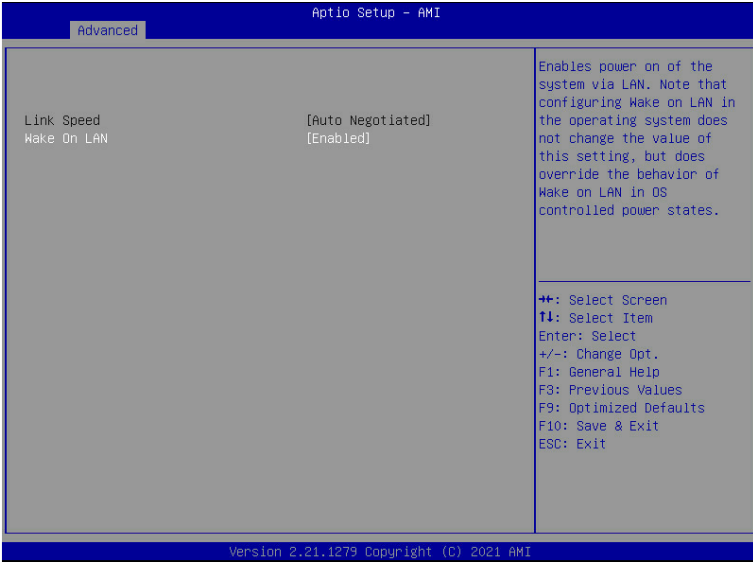 Aptio Setup – AMI
Advanced
Link Speed [Auto Negotiated]
Wake On LAN [Enabled]
Enables power on of the
system via LAN. Note that
configuring Wake on LAN in
the operating system does
not change the value of
this setting, but does
override the behavior of
Wake on LAN in OS
controlled power states.
→←: Select Screen
↑↓: Select Item
Enter: Select
+/-: Change Opt.
F1: General Help
F3: Previous Values
F9: Optimized Defaults
F10: Save & Exit
ESC: Exit
Version 2.21.1279 Copyright (C) 2021 AMI